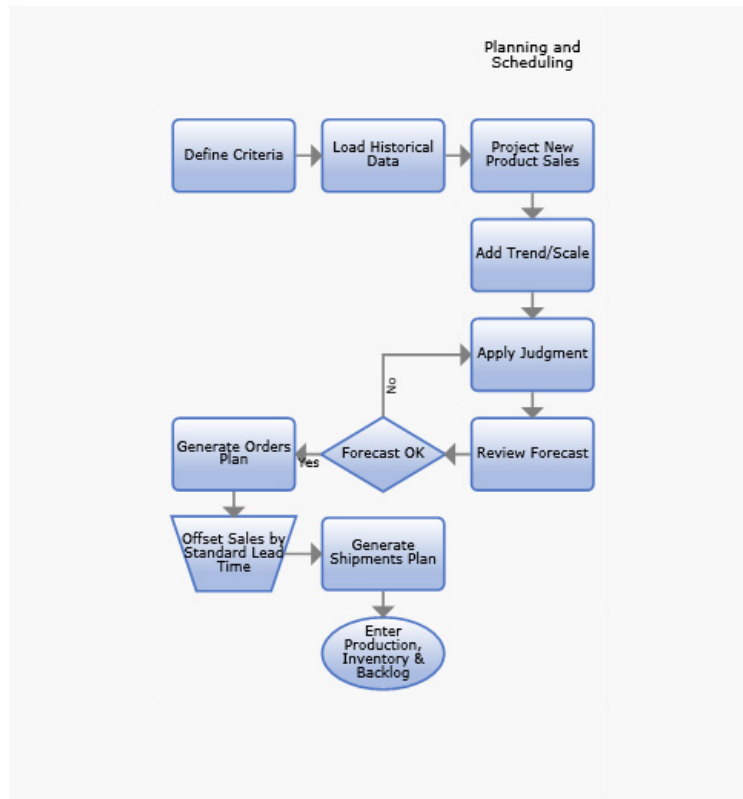 Planning and
Scheduling
Define Criteria
Load Historical
Data
Project New
Product Sales
Add Trend/Scale
Apply Judgment
No
Generate Orders
Plan
Yes
Forecast OK
Review Forecast
Offset Sales by
Standard Lead
Time
Generate
Shipments Plan
Enter
Production,
Inventory &
Backlog